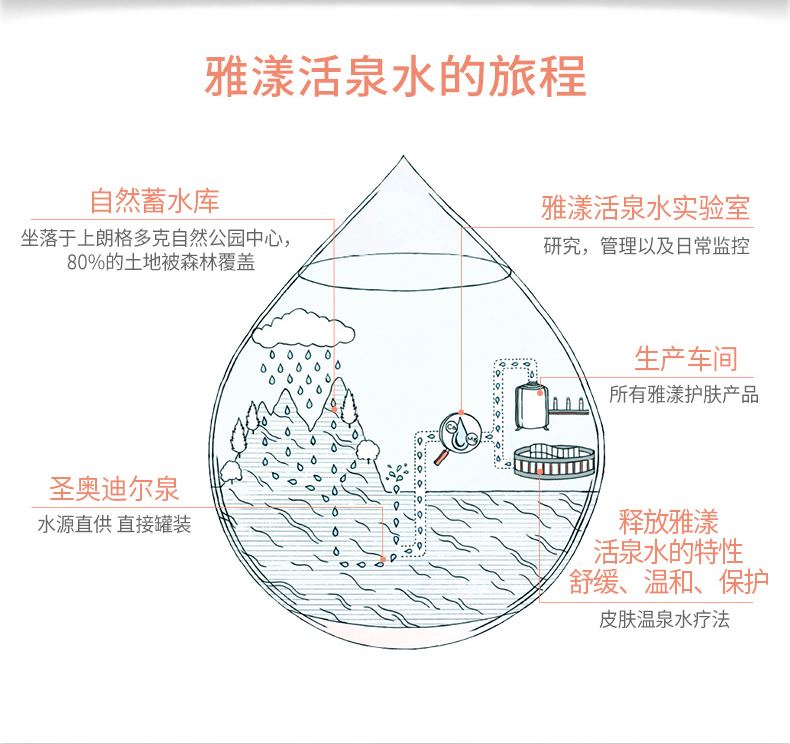 雅漾活泉水的旅程
自然蓄水库
坐落于上朗格多克自然公园中心，
80%的土地被森林覆盖
雅漾活泉水实验室
研究，管理以及日常监控
生产车间
所有雅漾护肤产品
圣奥迪尔泉
水源直供 直接罐装
释放雅漾
活泉水的特性
舒缓、温和、保护
皮肤温泉水疗法